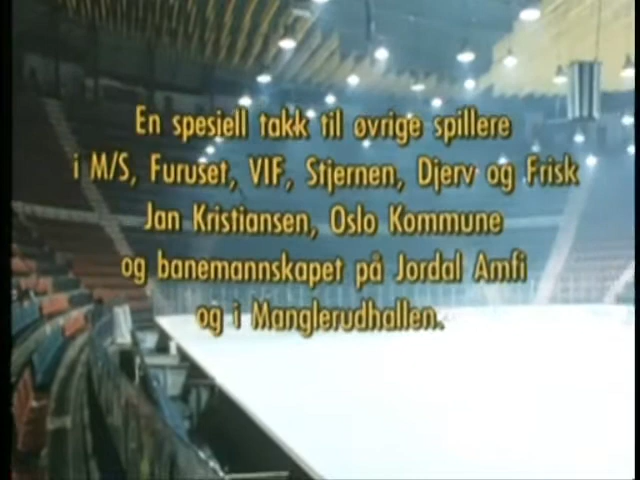 En spesiell takk til øvrige spillere
i M/S, Furuset, VIF, Stjernen, Djerv og Frisk
Jan Kristiansen, Oslo Kommune
og banemannskapet på Jordal Amfi
og i Manglerudhallen.